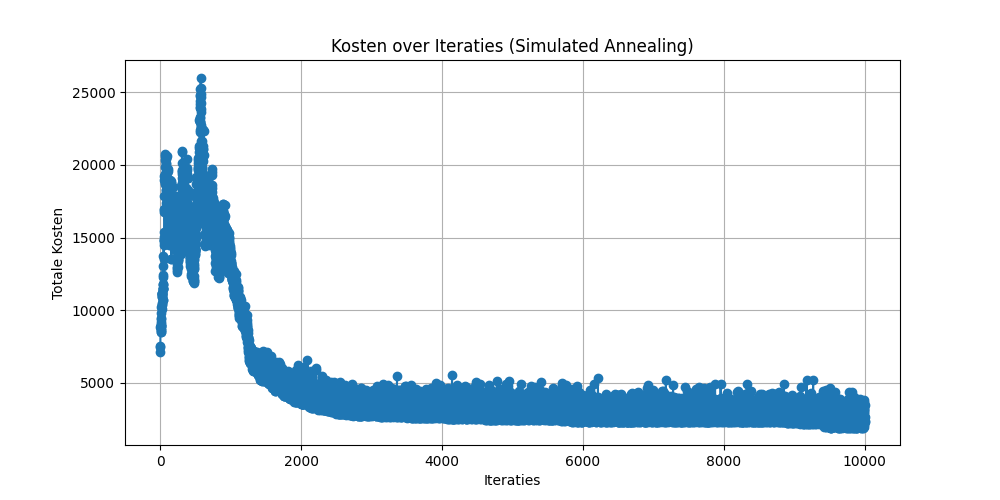 Kosten over Iteraties (Simulated Annealing)
25000
20000
15000
10000
5000
Totale Kosten
0 2000 4000 6000 8000 10000
Iteraties